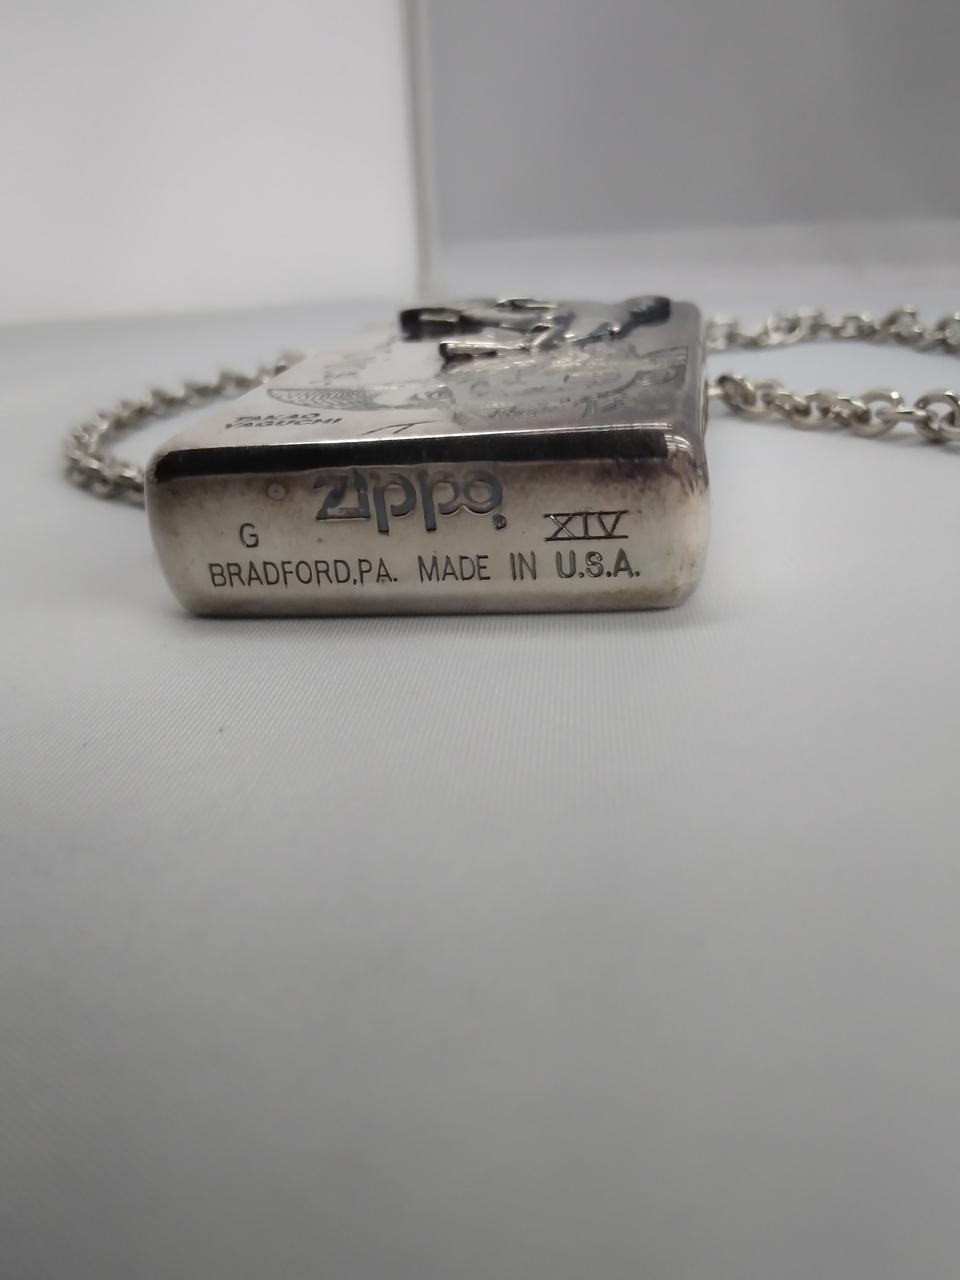 TAKAO
YAGUCHI
Zippo®
G XIV
BRADFORD,PA. MADE IN U.S.A.